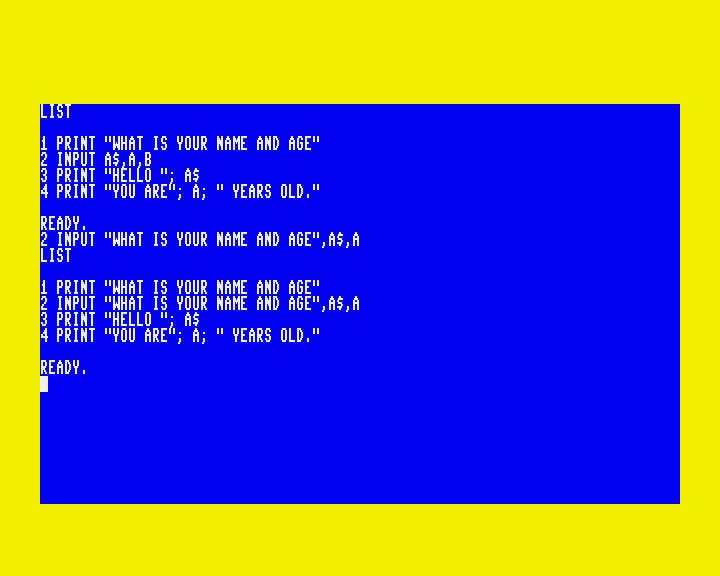 LIST
1 PRINT "WHAT IS YOUR NAME AND AGE"
2 INPUT A$,A,B
3 PRINT "HELLO "; A$
4 PRINT "YOU ARE"; A; " YEARS OLD."
READY.
2 INPUT "WHAT IS YOUR NAME AND AGE",A$,A
LIST
1 PRINT "WHAT IS YOUR NAME AND AGE"
2 INPUT "WHAT IS YOUR NAME AND AGE",A$,A
3 PRINT "HELLO "; A$
4 PRINT "YOU ARE"; A; " YEARS OLD."
READY.